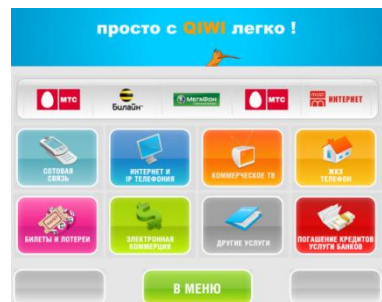 просто с QIWI легко !
МТС
Билайн
МегаФон
МТС
most ИНТЕРНЕТ
СОТОВАЯ
СВЯЗЬ
ИНТЕРНЕТ И
IP ТЕЛЕФОНИЯ
КОММЕРЧЕСКОЕ ТВ
ЖКХ
ТЕЛЕФОН
БИЛЕТЫ И ЛОТЕРЕИ
ЭЛЕКТРОННАЯ
КОММЕРЦИЯ
ДРУГИЕ УСЛУГИ
ПОГАШЕНИЕ КРЕДИТОВ
УСЛУГИ БАНКОВ
В МЕНЮ